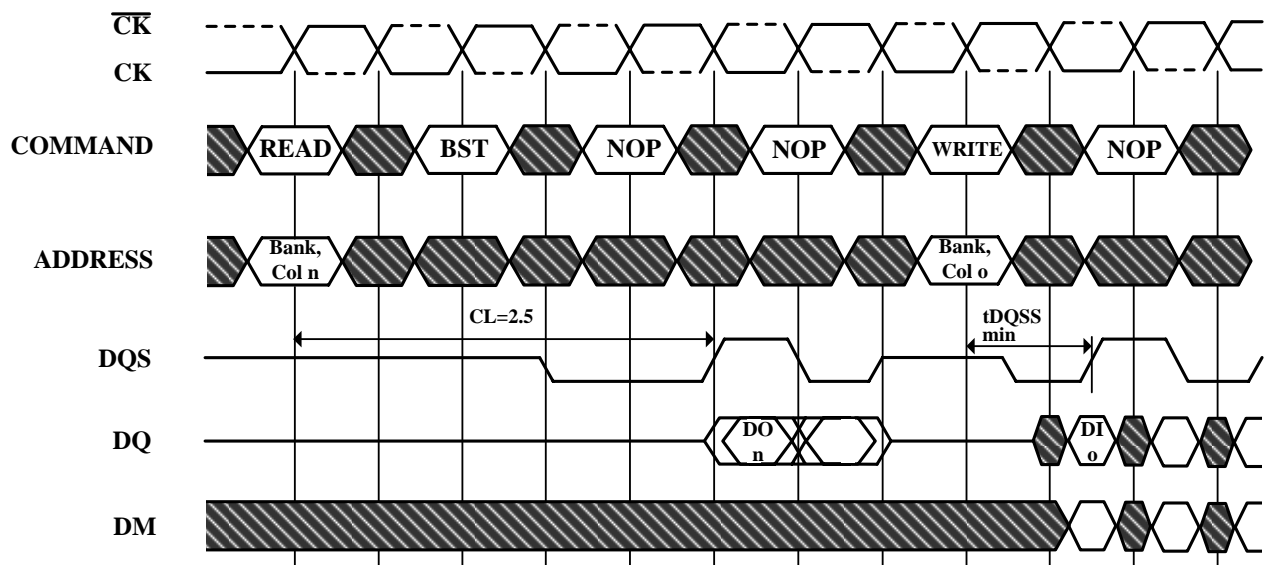 CK
CK
COMMAND
READ
BST
NOP
NOP
WRITE
NOP
ADDRESS
Bank,
Col n
Bank,
Col o
CL=2.5
tDQSS
min
DQS
DQ
DO
n
DI
o
DM